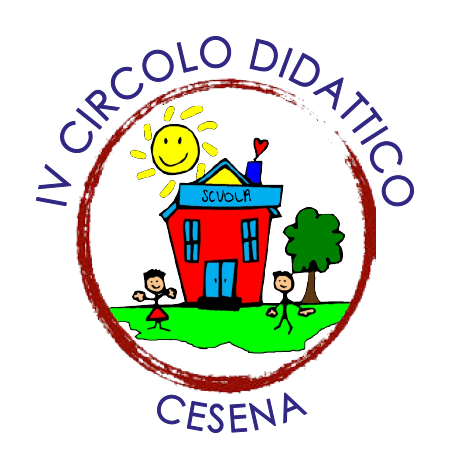 IV CIRCOLO DIDATTICO
SCUOLA
CESENA